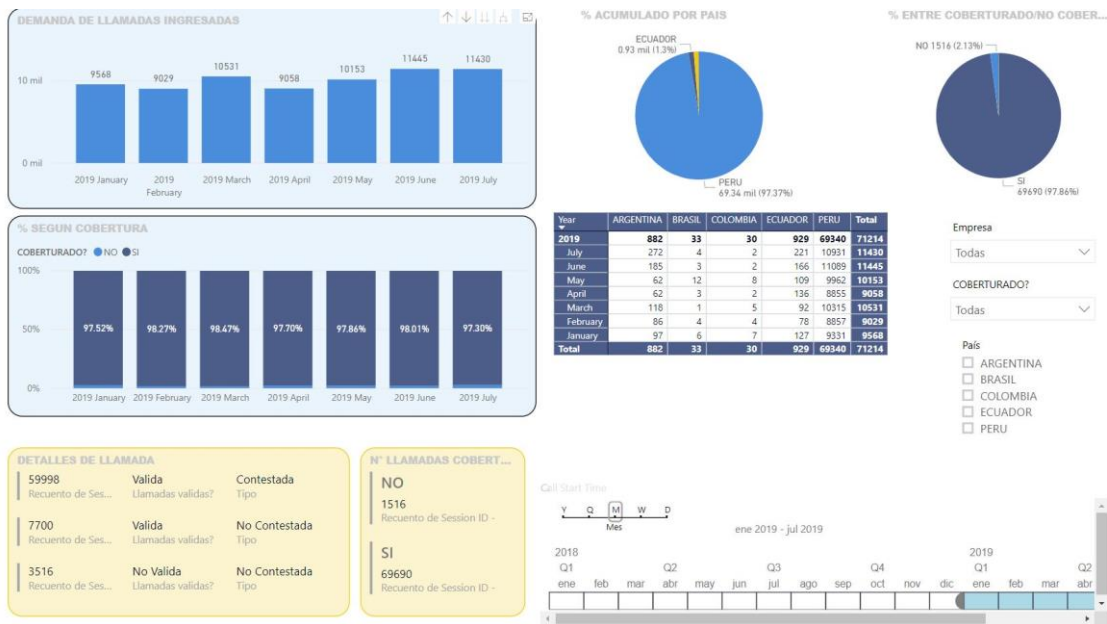 DEMANDA DE LLAMADAS INGRESADAS
10 mil
0 mil
9568
9029
10531
9058
10153
11445
11430
2019 January
2019 February
2019 March
2019 April
2019 May
2019 June
2019 July
% SEGUN COBERTURA
COBERTURADO? NO SI
100%
50%
0%
97.52%
98.27%
98.47%
97.70%
97.86%
98.01%
97.30%
2019 January
2019 February
2019 March
2019 April
2019 May
2019 June
2019 July
DETALLES DE LLAMADA
59998 Valida Contestada
Recuento de Ses... Llamadas validas? Tipo
7700 Valida No Contestada
Recuento de Ses... Llamadas validas? Tipo
3516 No Valida No Contestada
Recuento de Ses... Llamadas validas? Tipo
N° LLAMADAS COBERT...
NO
1516
Recuento de Session ID -
SI
69690
Recuento de Session ID -
% ACUMULADO POR PAIS
ECUADOR
0.93 mil (1.3%)
PERU
69.34 mil (97.37%)
% ENTRE COBERTURADO/NO COBER...
NO 1516 (2.13%)
SI
69690 (97.86%)
Year ARGENTINA BRASIL COLOMBIA ECUADOR PERU Total
2019 882 33 30 929 69340 71214
July 272 4 2 221 10931 11430
June 185 3 2 166 11089 11445
May 62 12 8 109 9962 10153
April 62 3 2 136 8855 9058
March 118 1 5 92 10315 10531
February 86 4 4 78 8857 9029
January 97 6 7 127 9331 9568
Total 882 33 30 929 69340 71214
Empresa
Todas
COBERTURADO?
Todas
País
ARGENTINA
BRASIL
COLOMBIA
ECUADOR
PERU
Call Start Time
Y Q M W D
Mes
ene 2019 - jul 2019
2018 2019
Q1 Q2 Q3 Q4 Q1 Q2
ene feb mar abr may jun jul ago sep oct nov dic ene feb mar abr